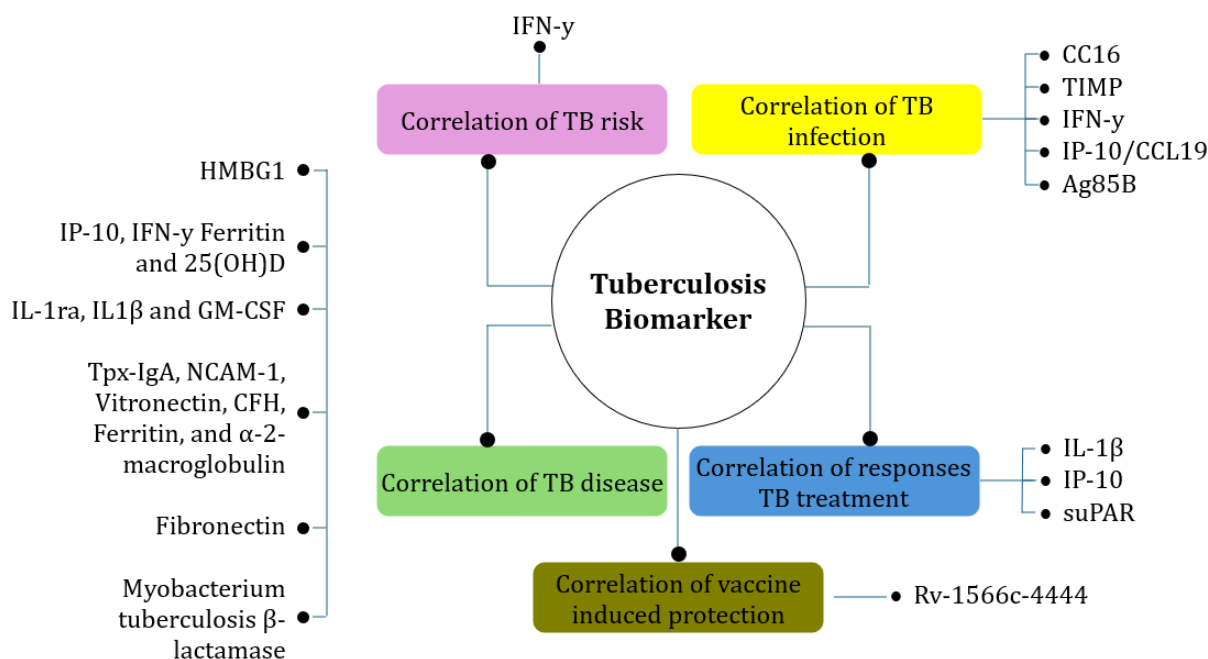 IFN-y
Correlation of TB risk
Correlation of TB
infection
CC16
TIMP
IFN-y
IP-10/CCL19
Ag85B
HMBG1
IP-10, IFN-y Ferritin
and 25(OH)D
IL-1ra, IL1β and GM-CSF
Tpx-IgA, NCAM-1,
Vitronectin, CFH,
Ferritin, and α-2-
macroglobulin
Fibronectin
Myobacterium
tuberculosis β-
lactamase
Tuberculosis
Biomarker
Correlation of TB disease
Correlation of responses
TB treatment
IL-1β
IP-10
suPAR
Correlation of vaccine
induced protection
Rv-1566c-4444